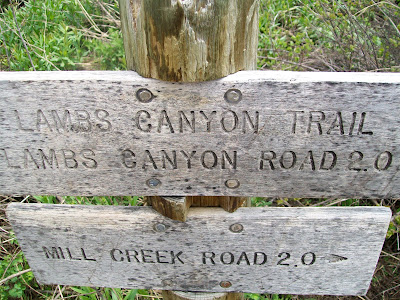 LAMBS CANYON TRAIL
LAMBS CANYON ROAD 2.0
MILL CREEK ROAD 2.0